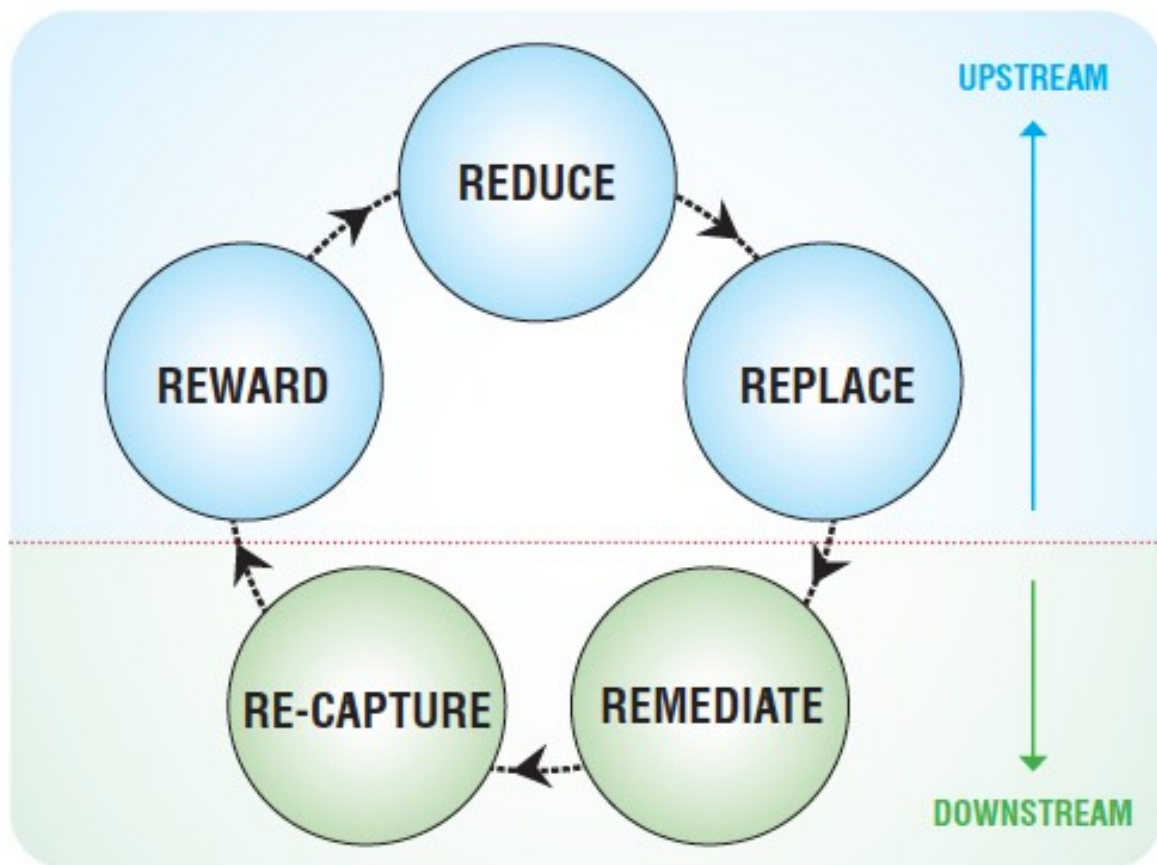 UPSTREAM
REDUCE
REWARD
REPLACE
RE-CAPTURE
REMEDIATE
DOWNSTREAM